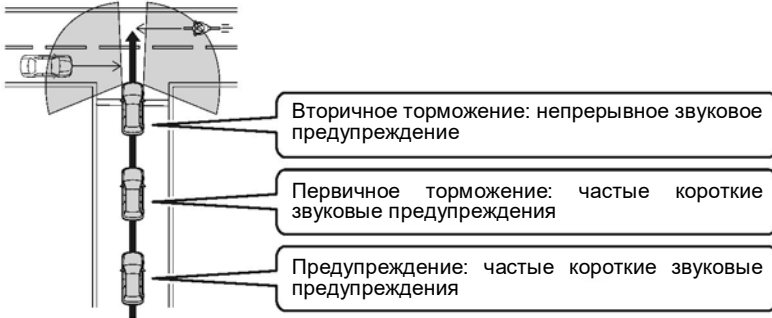 Вторичное торможение: непрерывное звуковое
предупреждение
Первичное торможение: частые короткие
звуковые предупреждения
Предупреждение: частые короткие звуковые
предупреждения